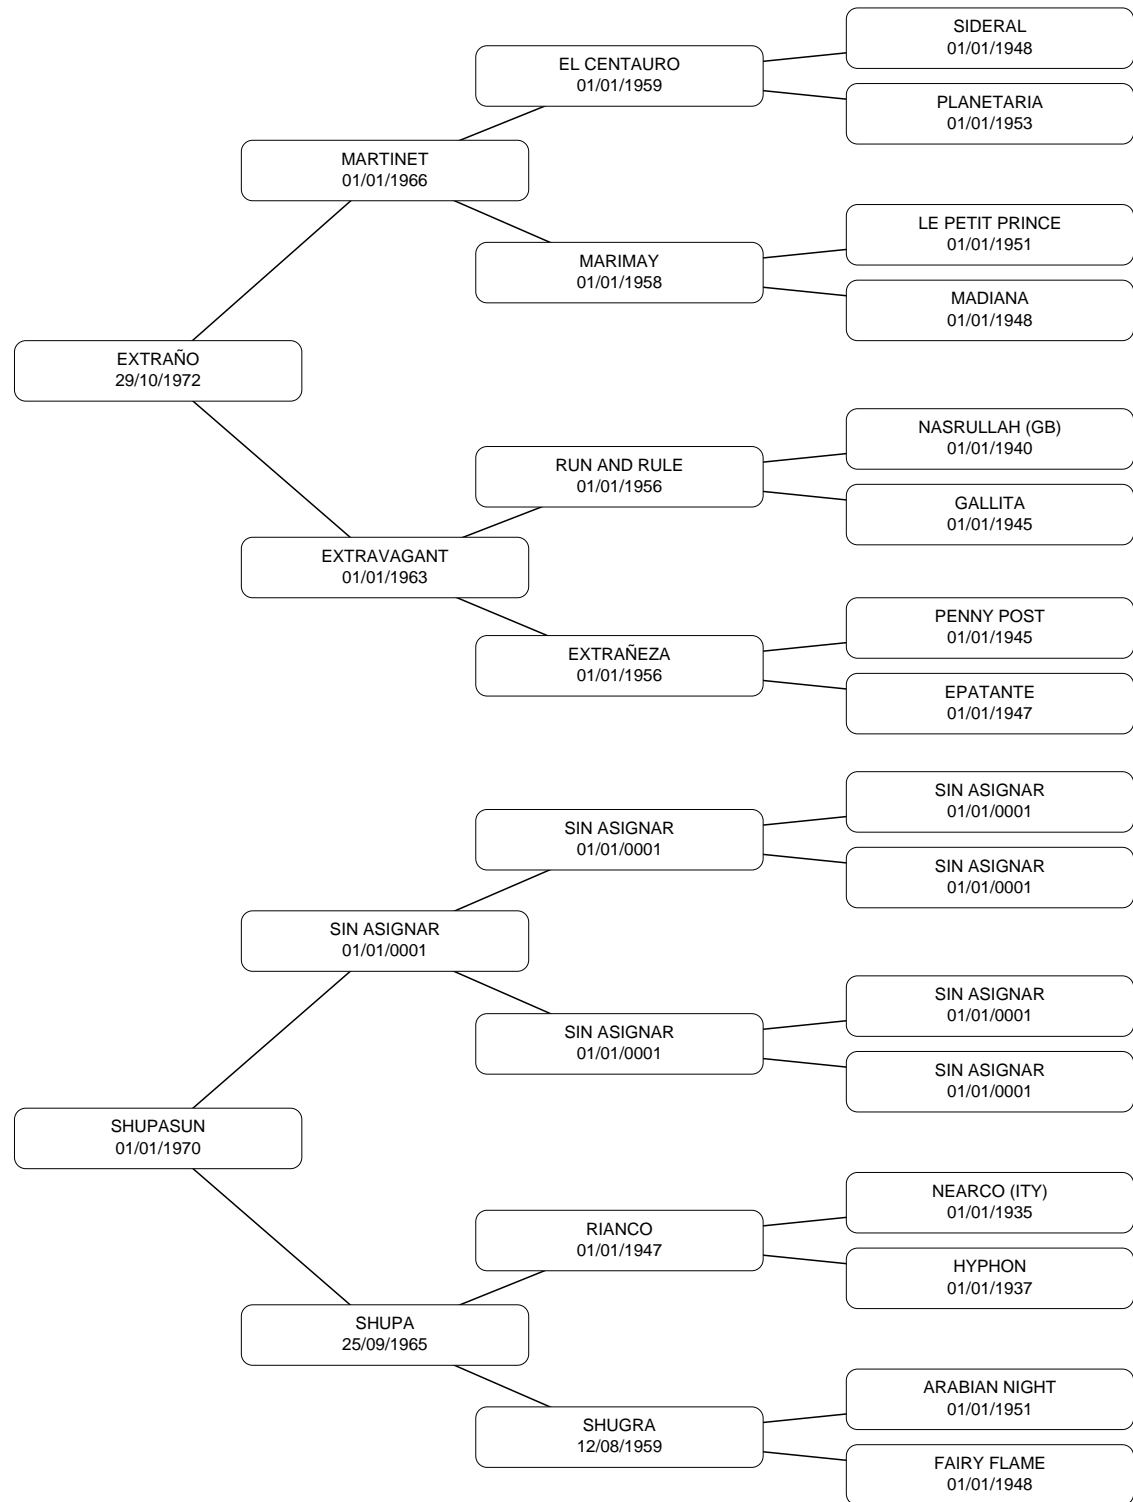 SIDERAL
01/01/1948
EL CENTAURO
01/01/1959
PLANETARIA
01/01/1953
MARTINET
01/01/1966
LE PETIT PRINCE
01/01/1951
MARIMAY
01/01/1958
MADIANA
01/01/1948
EXTRAÑO
29/10/1972
NASRULLAH (GB)
01/01/1940
RUN AND RULE
01/01/1956
GALLITA
01/01/1945
EXTRAVAGANT
01/01/1963
PENNY POST
01/01/1945
EXTRAÑEZA
01/01/1956
EPATANTE
01/01/1947
SIN ASIGNAR
01/01/0001
SIN ASIGNAR
01/01/0001
SIN ASIGNAR
01/01/0001
SIN ASIGNAR
01/01/0001
SIN ASIGNAR
01/01/0001
SIN ASIGNAR
01/01/0001
SIN ASIGNAR
01/01/0001
SHUPASUN
01/01/1970
NEARCO (ITY)
01/01/1935
RIANCO
01/01/1947
HYPHON
01/01/1937
SHUPA
25/09/1965
ARABIAN NIGHT
01/01/1951
SHUGRA
12/08/1959
FAIRY FLAME
01/01/1948